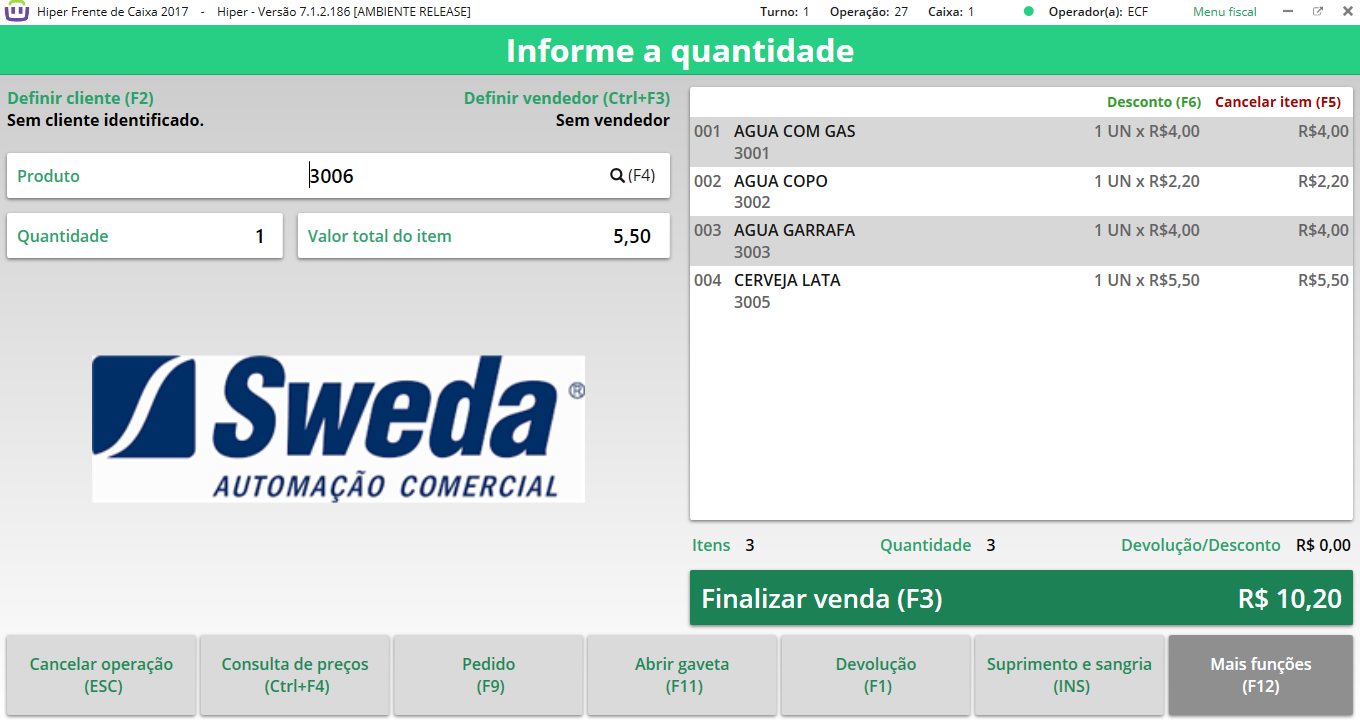 Hiper Frente de Caixa 2017 - Hiper - Versão 7.1.2.186 [AMBIENTE RELEASE] Turno: 1 Operação: 27 Caixa: 1 Operador(a): ECF Menu fiscal
Informe a quantidade
Definir cliente (F2) Definir vendedor (Ctrl+F3)
Sem cliente identificado. Sem vendedor
Produto 3006 (F4)
Quantidade 1 Valor total do item 5,50
Sweda ®
AUTOMAÇÃO COMERCIAL
Desconto (F6) Cancelar item (F5)
001 AGUA COM GAS 1 UN x R$4,00 R$4,00
3001
002 AGUA COPO 1 UN x R$2,20 R$2,20
3002
003 AGUA GARRAFA 1 UN x R$4,00 R$4,00
3003
004 CERVEJA LATA 1 UN x R$5,50 R$5,50
3005
Itens 3 Quantidade 3 Devolução/Desconto R$ 0,00
Finalizar venda (F3) R$ 10,20
Cancelar operação (ESC)
Consulta de preços (Ctrl+F4)
Pedido (F9)
Abrir gaveta (F11)
Devolução (F1)
Suprimento e sangria (INS)
Mais funções (F12)